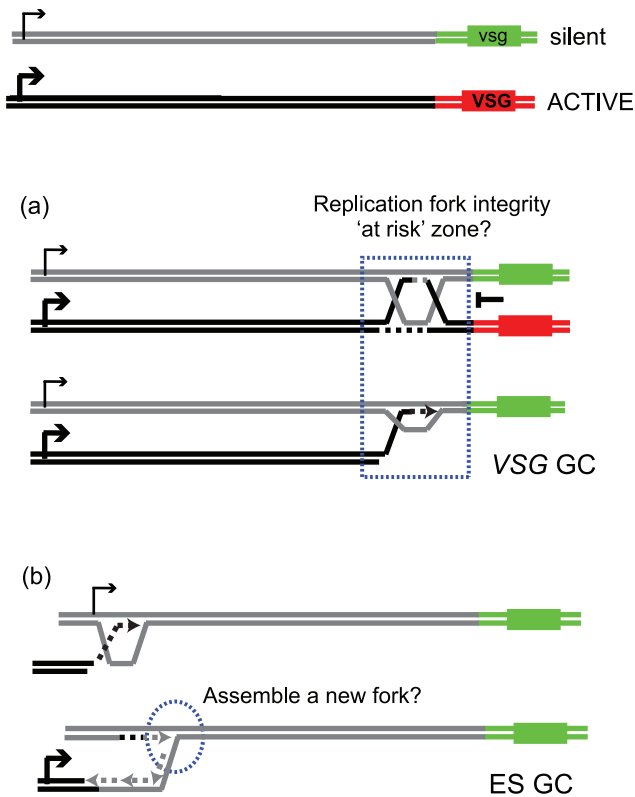 vsg silent
VSG ACTIVE
(a)
Replication fork integrity
‘at risk’ zone?
VSG GC
(b)
Assemble a new fork?
ES GC